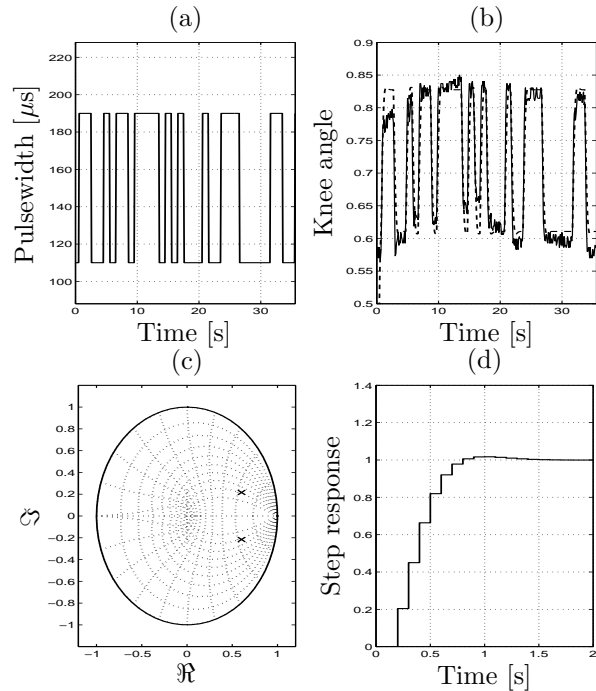 (a)
220
200
180
160
140
120
100
0 10 20 30
Pulsewidth [μs]
Time [s]
(b)
0.9
0.85
0.8
0.75
0.7
0.65
0.6
0.55
0.5
0 10 20 30
Knee angle
Time [s]
(c)
1
0.8
0.6
0.4
0.2
0
−0.2
−0.4
−0.6
−0.8
−1
−1 −0.5 0 0.5 1
ℑ
ℜ
(d)
1.4
1.2
1
0.8
0.6
0.4
0.2
0
0 0.5 1 1.5 2
Step response
Time [s]